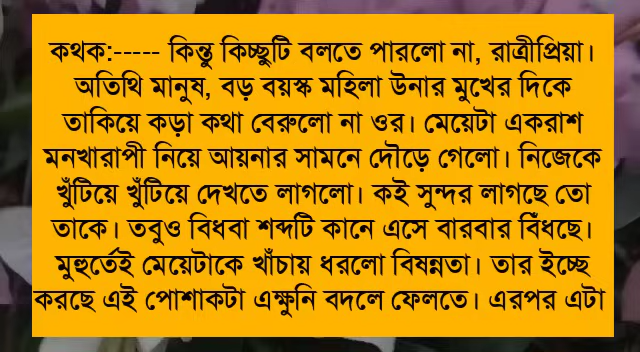 কথক:----- কিন্তু কিচ্ছুটি বলতে পারলো না, রাত্রীপ্রিয়া।
অতিথি মানুষ, বড় বয়স্ক মহিলা উনার মুখের দিকে
তাকিয়ে কড়া কথা বেরুলো না ওর। মেয়েটা একরাশ
মনখারাপী নিয়ে আয়নার সামনে দৌড়ে গেলো। নিজেকে
খুঁটিয়ে খুঁটিয়ে দেখতে লাগলো। কই সুন্দর লাগছে তো
তাকে। তবুও বিধবা শব্দটি কানে এসে বারবার বিঁধছে।
মুহুর্তেই মেয়েটাকে খাঁচায় ধরলো বিষন্নতা। তার ইচ্ছে
করছে এই পোশাকটা এক্ষুনি বদলে ফেলতে। এরপর এটা